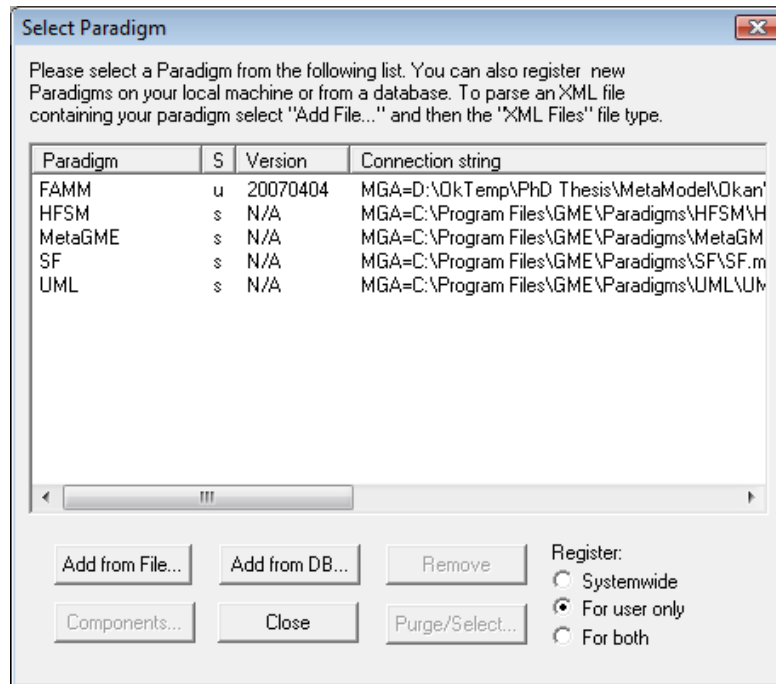 Select Paradigm
Please select a Paradigm from the following list. You can also register new
Paradigms on your local machine or from a database. To parse an XML file
containing your paradigm select "Add File..." and then the "XML Files" file type.
Paradigm S Version Connection string
FAMM u 20070404 MGA=D:\OkTemp\PhD Thesis\MetaModel\Okan'
HFSM s N/A MGA=C:\Program Files\GME\Paradigms\HFSM\H
MetaGME s N/A MGA=C:\Program Files\GME\Paradigms\MetaGM
SF s N/A MGA=C:\Program Files\GME\Paradigms\SF\SF.m
UML s N/A MGA=C:\Program Files\GME\Paradigms\UML\UM
Add from File... Add from DB... Remove
Components... Close Purge/Select...
Register:
Systemwide
For user only
For both